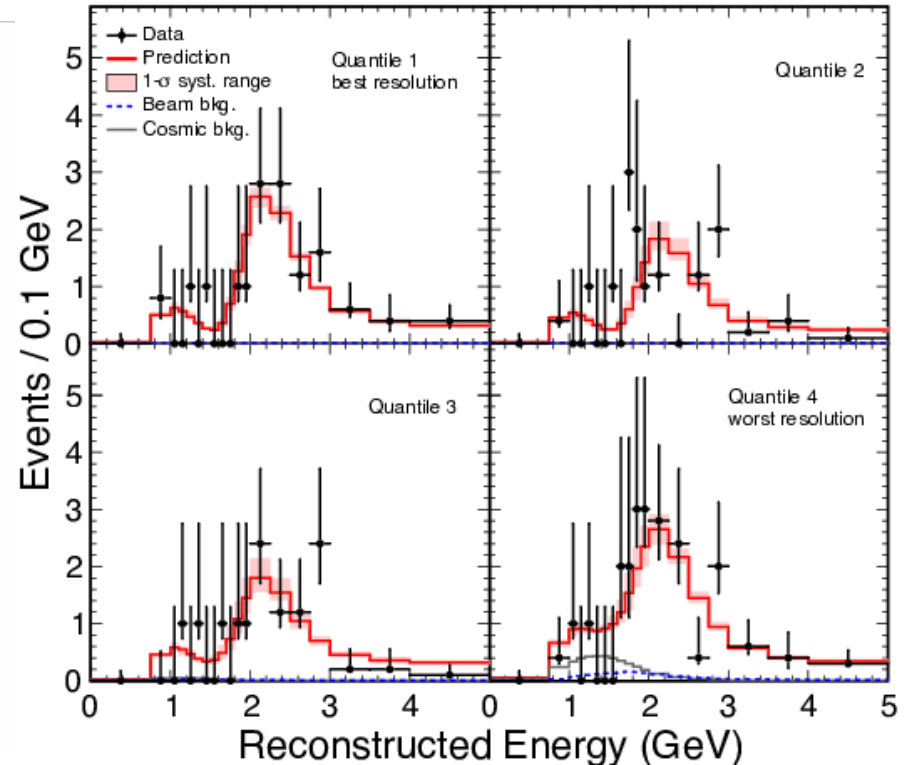 Data
Prediction
1-σ syst. range
Beam bkg.
Cosmic bkg.
Quantile 1
best resolution
Quantile 2
Quantile 3
Quantile 4
worst resolution
Events / 0.1 GeV
5
4
3
2
1
0
5
4
3
2
1
0
0 1 2 3 4 0 1 2 3 4 5
Reconstructed Energy (GeV)